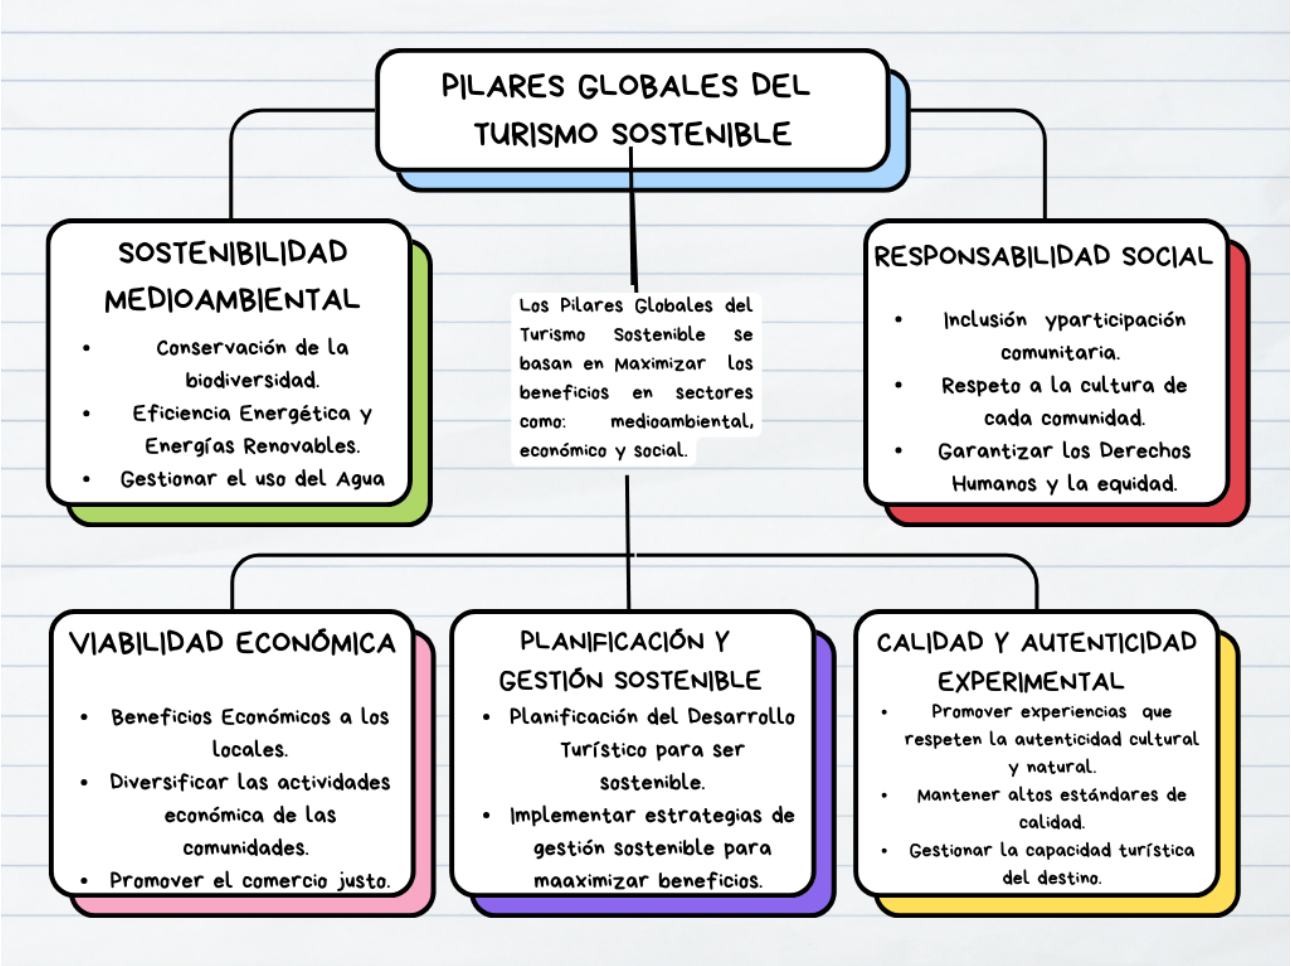 PILARES GLOBALES DEL
TURISMO SOSTENIBLE
SOSTENIBILIDAD
MEDIOAMBIENTAL
• Conservación de la
biodiversidad.
• Eficiencia Energética y
Energías Renovables.
• Gestionar el uso del Agua
Los Pilares Globales del
Turismo Sostenible se
basan en Maximizar los
beneficios en sectores
como: medioambiental,
económico y social.
RESPONSABILIDAD SOCIAL
• Inclusión yparticipación
comunitaria.
• Respeto a la cultura de
cada comunidad.
• Garantizar los Derechos
Humanos y la equidad.
VIABILIDAD ECONÓMICA
• Beneficios Económicos a los
locales.
• Diversificar las actividades
económica de las
comunidades.
• Promover el comercio justo.
PLANIFICACIÓN Y
GESTIÓN SOSTENIBLE
• Planificación del Desarrollo
Turístico para ser
sostenible.
• Implementar estrategias de
gestión sostenible para
maaximizar beneficios.
CALIDAD Y AUTENTICIDAD
EXPERIMENTAL
• Promover experiencias que
respeten la autenticidad cultural
y natural.
• Mantener altos estándares de
calidad.
• Gestionar la capacidad turística
del destino.